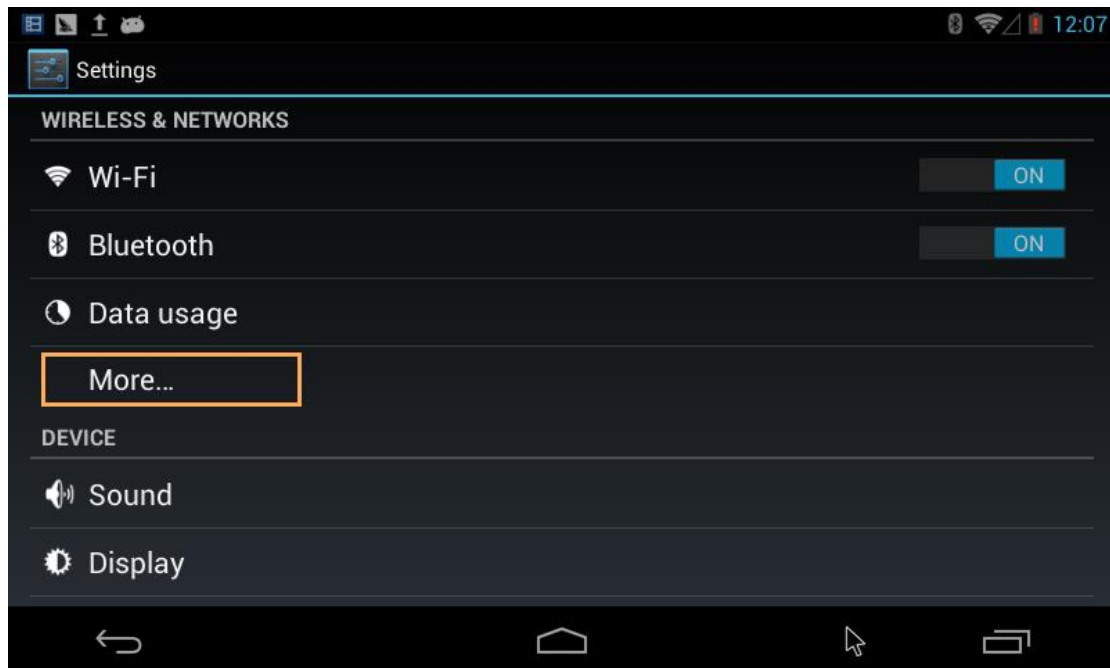 12:07
Settings
WIRELESS & NETWORKS
Wi-Fi ON
Bluetooth ON
Data usage
More...
DEVICE
Sound
Display